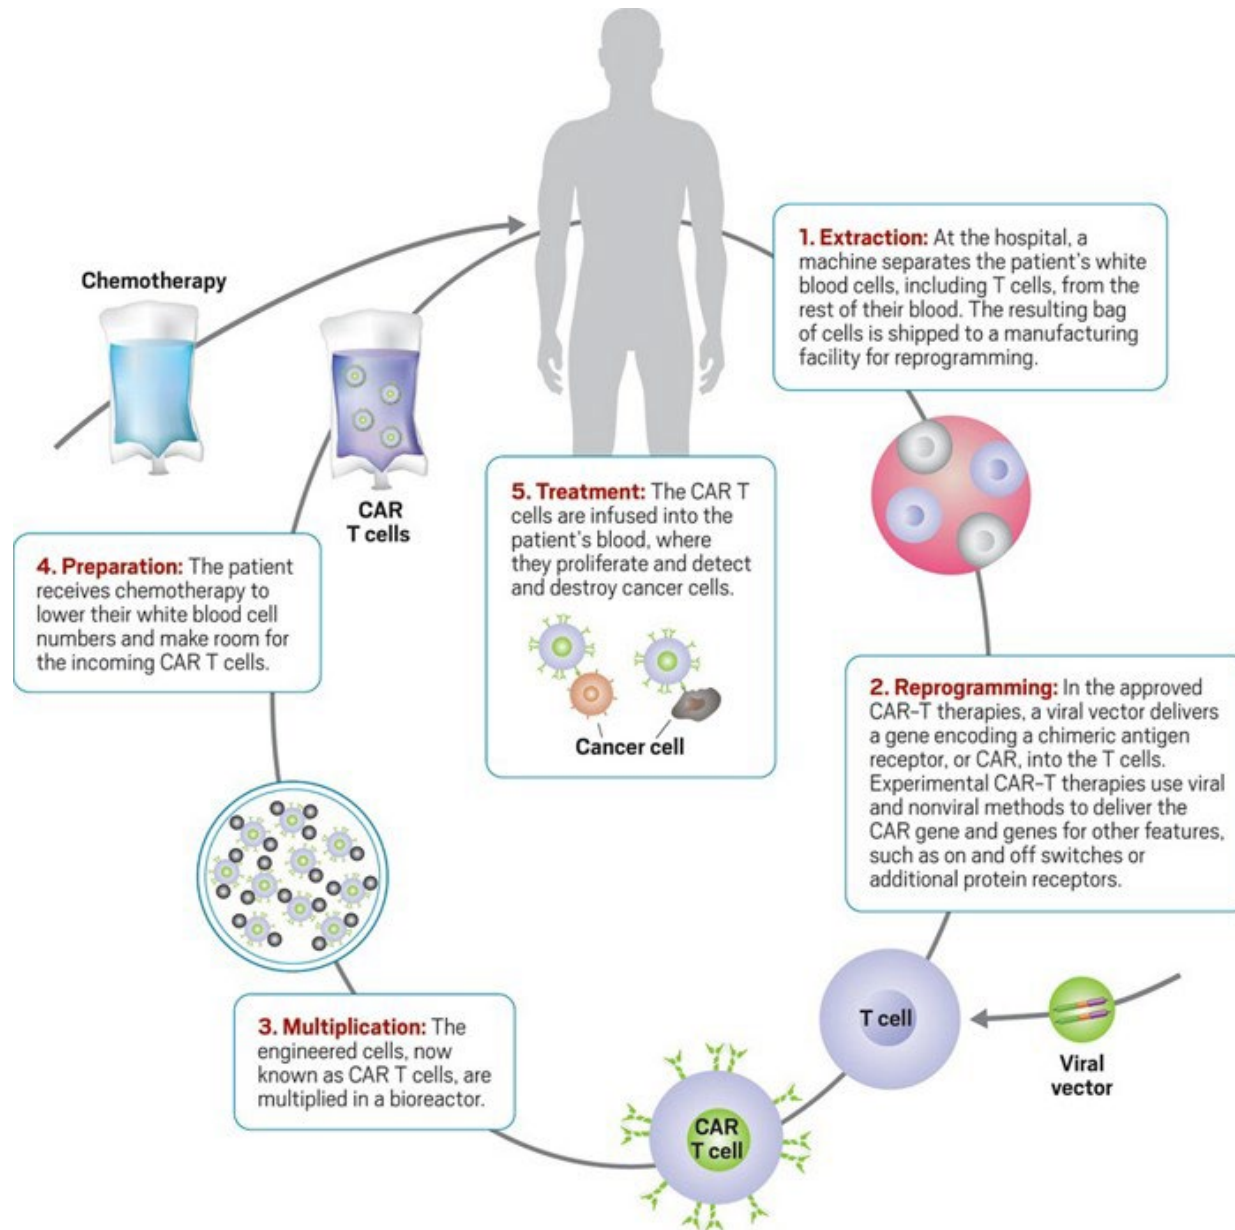 Chemotherapy
CAR
T cells
1. Extraction: At the hospital, a
machine separates the patient's white
blood cells, including T cells, from the
rest of their blood. The resulting bag
of cells is shipped to a manufacturing
facility for reprogramming.
2. Reprogramming: In the approved
CAR–T therapies, a viral vector delivers
a gene encoding a chimeric antigen
receptor, or CAR, into the T cells.
Experimental CAR–T therapies use viral
and nonviral methods to deliver the
CAR gene and genes for other features,
such as on and off switches or
additional protein receptors.
T cell
Viral
vector
CAR
T cell
3. Multiplication: The
engineered cells, now
known as CAR T cells, are
multiplied in a bioreactor.
4. Preparation: The patient
receives chemotherapy to
lower their white blood cell
numbers and make room for
the incoming CAR T cells.
5. Treatment: The CAR T
cells are infused into the
patient's blood, where
they proliferate and detect
and destroy cancer cells.
Cancer cell